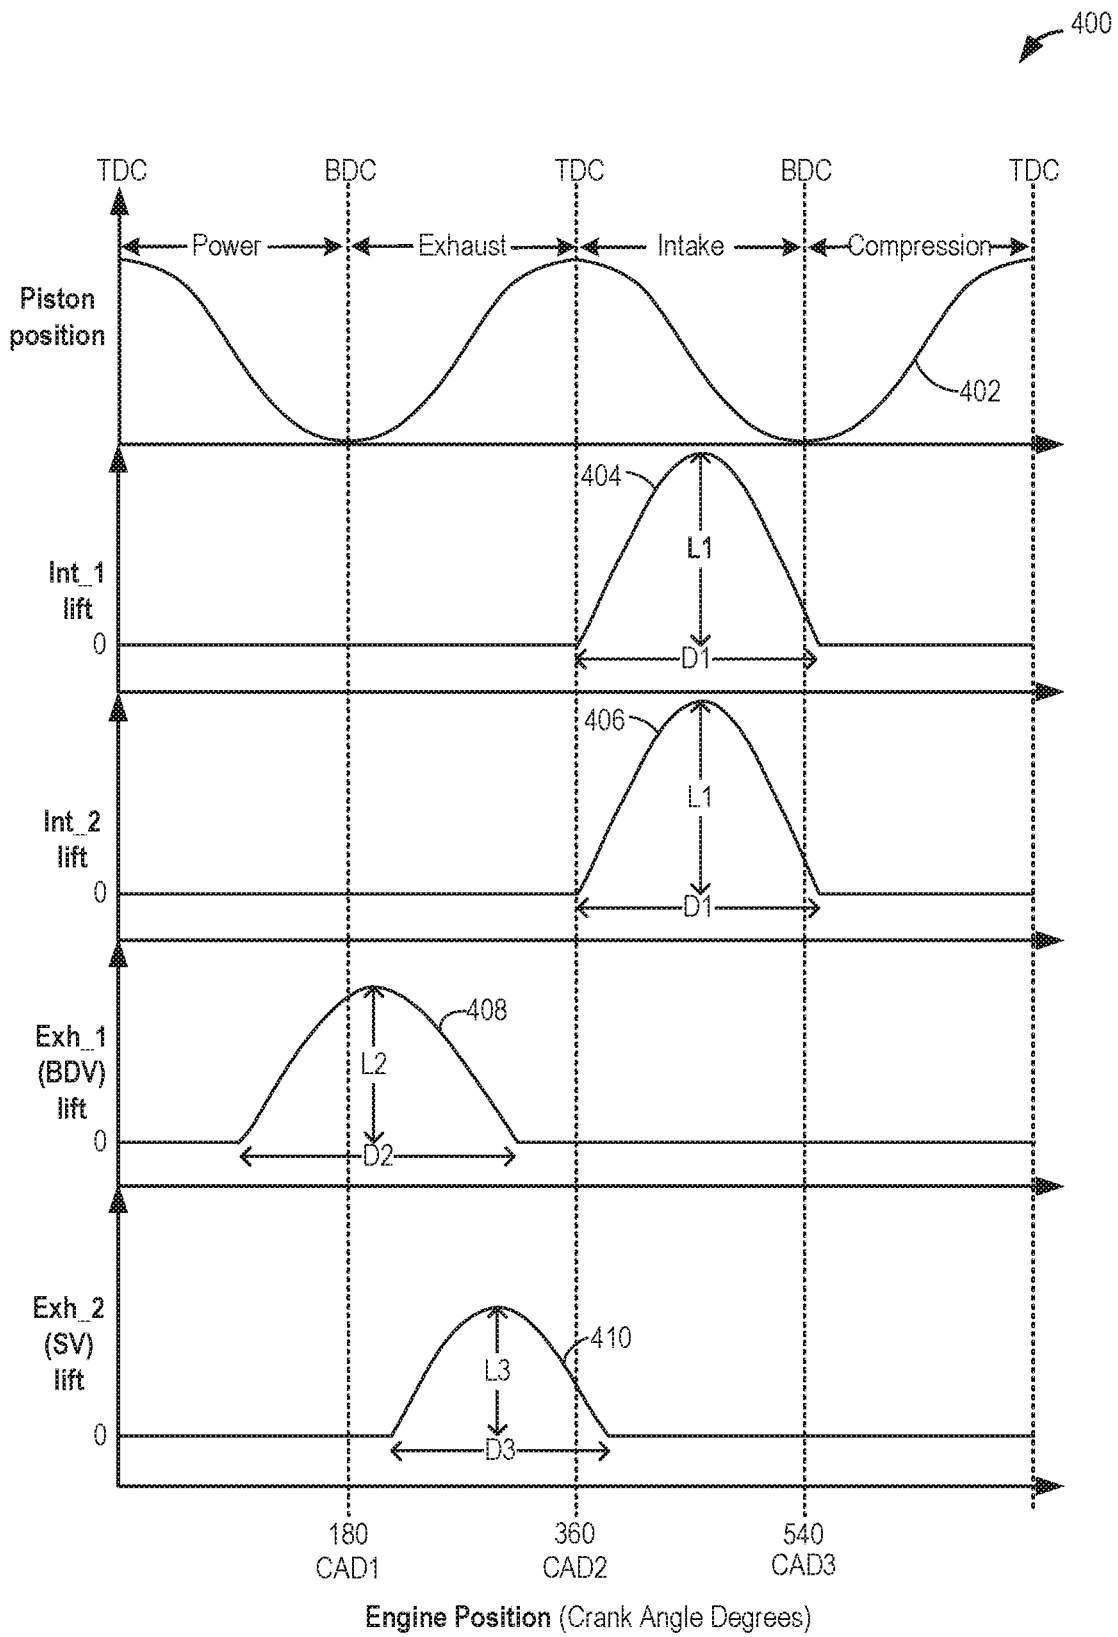 400
TDC BDC TDC BDC TDC
Power Exhaust Intake Compression
Piston
position
402
404
L1
Int_1
lift
0
D1
406
L1
Int_2
lift
0
D1
408
Exh_1
(BDV)
lift
L2
0
D2
Exh_2
(SV)
lift
410
L3
0
D3
180 360 540
CAD1 CAD2 CAD3
Engine Position (Crank Angle Degrees)